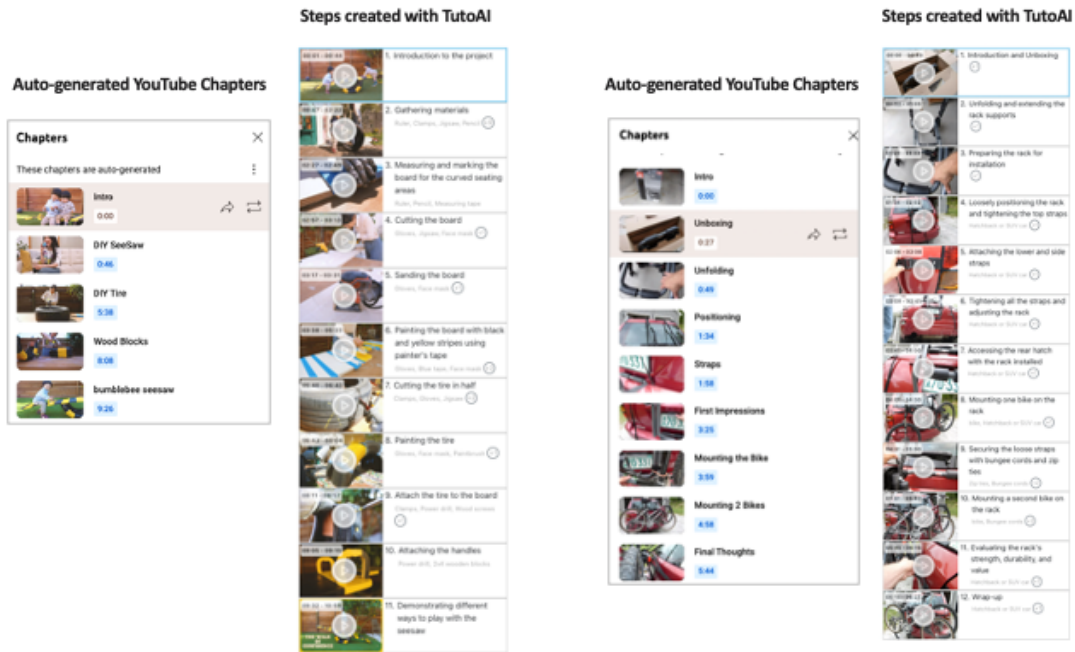 Steps created with TutoAI
Auto-generated YouTube Chapters
Chapters
These chapters are auto-generated
Intro
0:00
DIY SeeSaw
0:46
DIY Tire
5:38
Wood Blocks
8:08
bumblebee seesaw
9:26
1. Introduction to the project
2. Gathering materials
Ruler, Clamps, Jigsaw, Pencil
3. Measuring and marking the
board for the curved seating
areas
Ruler, Pencil, Measuring tape
4. Cutting the board
Gloves, Jigsaw, Face mask
5. Sanding the board
Gloves, Face mask
6. Painting the board with black
and yellow stripes using
painter's tape
Gloves, Blue tape, Face mask
7. Cutting the tire in half
Clamps, Gloves, Jigsaw
8. Painting the tire
Gloves, Face mask, Paintbrush
9. Attach the tire to the board
Clamps, Power drill, Wood screws
10. Attaching the handles
Power drill, wooden blocks
11. Demonstrating different
ways to play with the
seesaw
Steps created with TutoAI
Auto-generated YouTube Chapters
Chapters
Intro
0:00
Unboxing
0:27
Unfolding
0:49
Positioning
1:34
Straps
1:58
First Impressions
3:25
Mounting the Bike
3:59
Mounting 2 Bikes
4:58
Final Thoughts
5:44
1. Introduction and Unboxing
2. Unfolding and extending the
rack supports
3. Preparing the rack for
installation
4. Loosely positioning the rack
and tightening the top straps
Hatchback or SUV car
5. Attaching the lower and side
straps
Hatchback or SUV car
6. Tightening all the straps and
adjusting the rack
Hatchback or SUV car
7. Accessing the rear hatch
with the rack installed
Hatchback or SUV car
8. Mounting one bike on the
rack
bike, Hatchback or SUV car
9. Securing the loose straps
with bungee cords and zip
ties
Zip ties, Bungee cords
10. Mounting a second bike on
the rack
bike, Bungee cords
11. Evaluating the rack's
strength, durability, and
value
Hatchback or SUV car
12. Wrap-up
Hatchback or SUV car